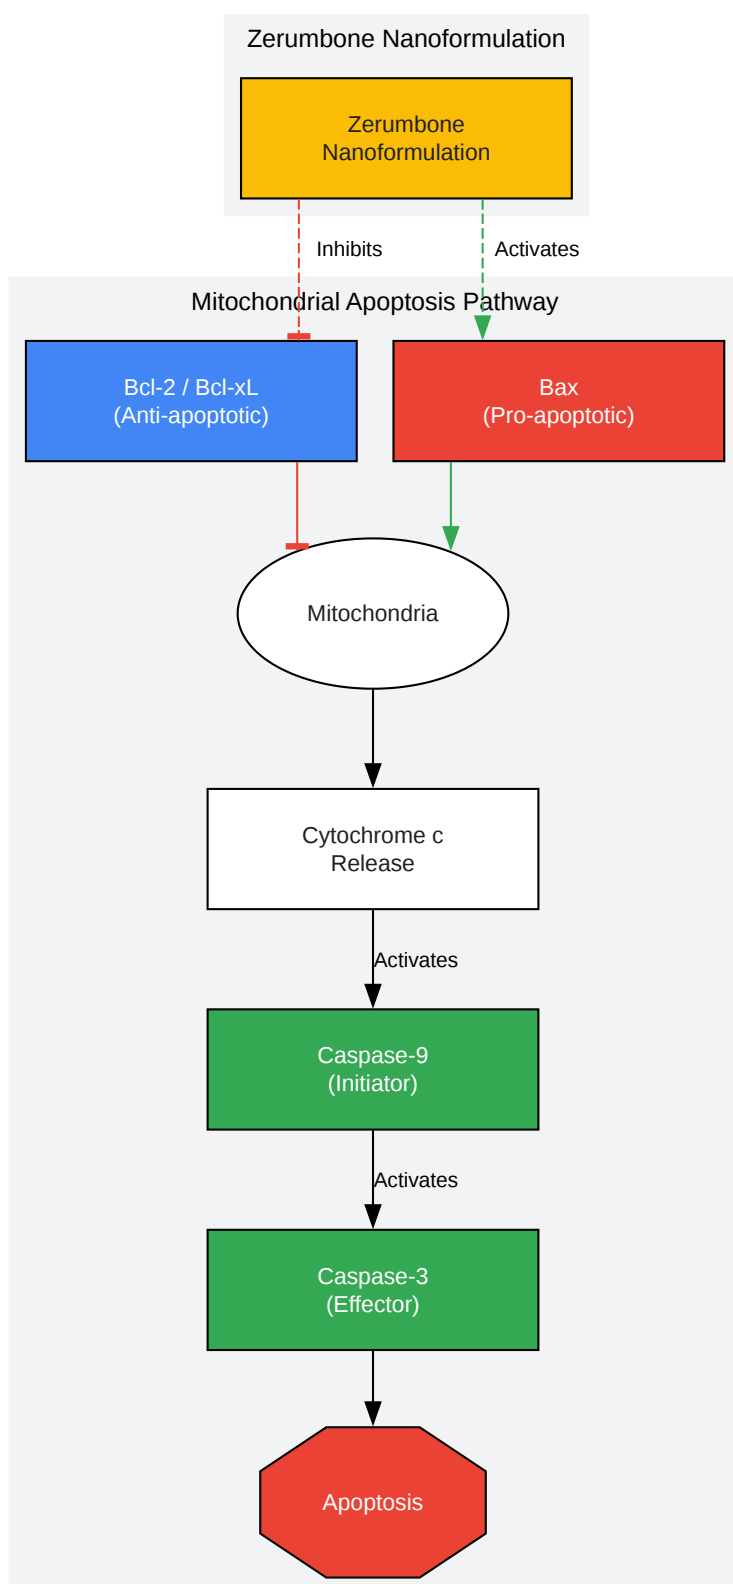 Zerumbone Nanoformulation
Zerumbone
Nanoformulation
Inhibits
Activates
Mitochondrial Apoptosis Pathway
Bcl-2 / Bcl-xL
(Anti-apoptotic)
Bax
(Pro-apoptotic)
Mitochondria
Cytochrome c
Release
Activates
Caspase-9
(Initiator)
Activates
Caspase-3
(Effector)
Apoptosis